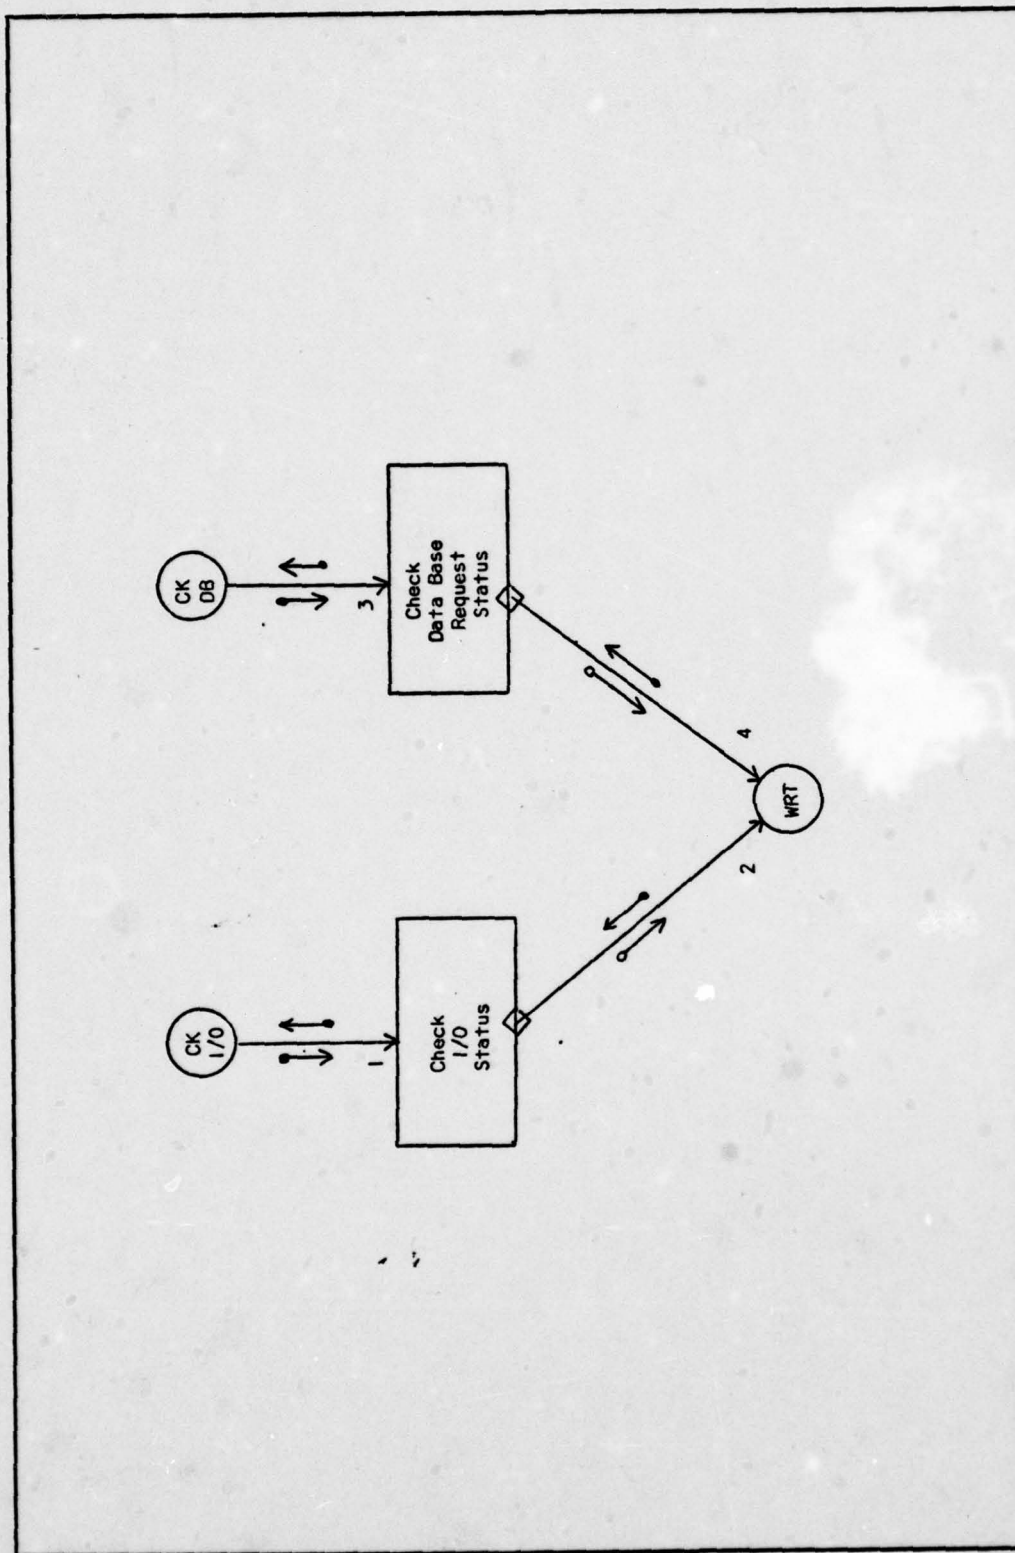 CK
I/O
CK
DB
1
3
Check
I/O
Status
Check
Data Base
Request
Status
2
4
WRT